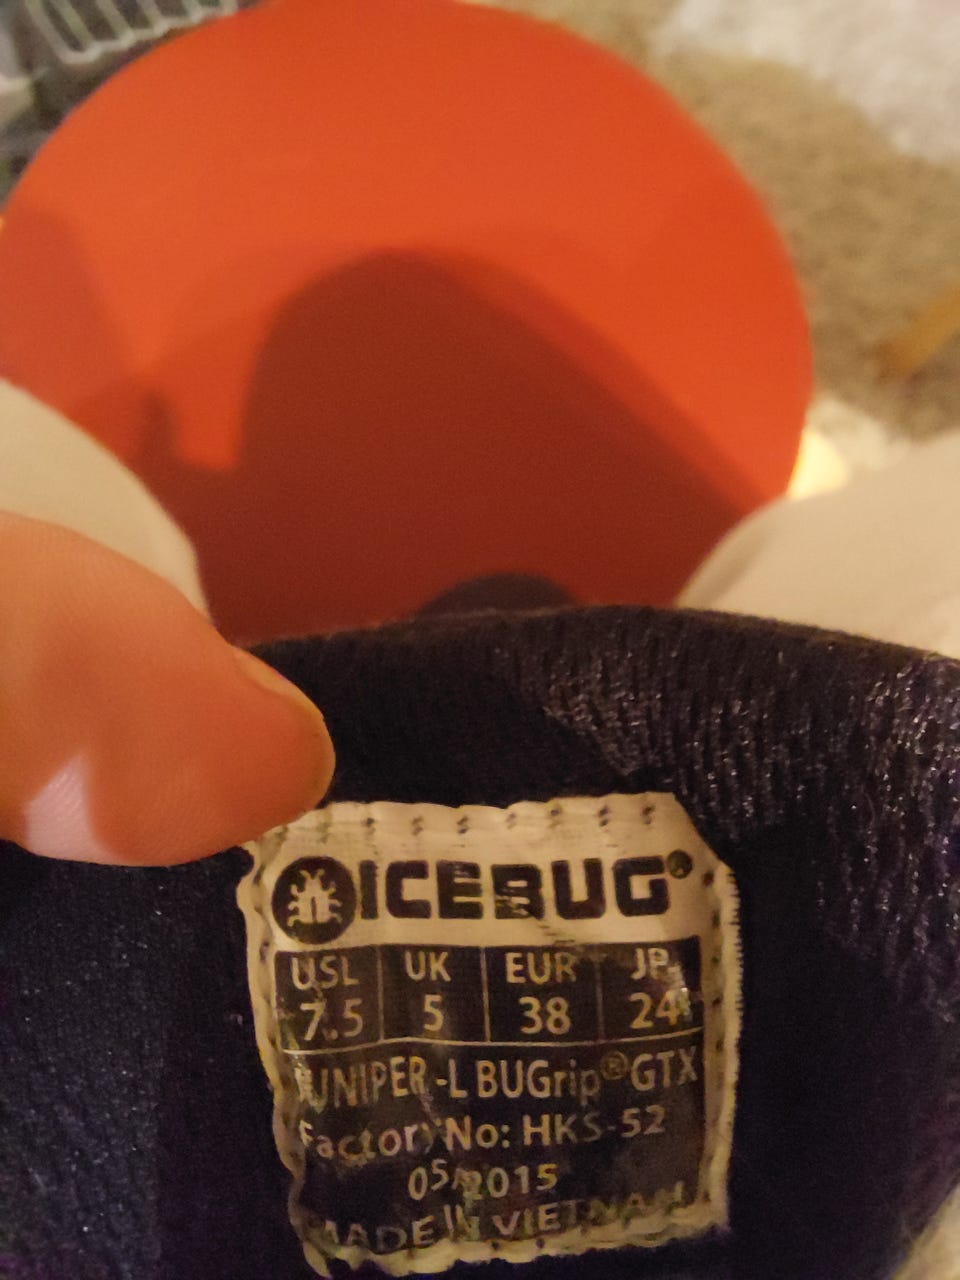 ICEBUG®
USL UK EUR JP
7.5 5 38 24
JUNIPER-L BUGrip® GTX
Factory No: HKS-52
05/2015
MADE IN VIETNAM